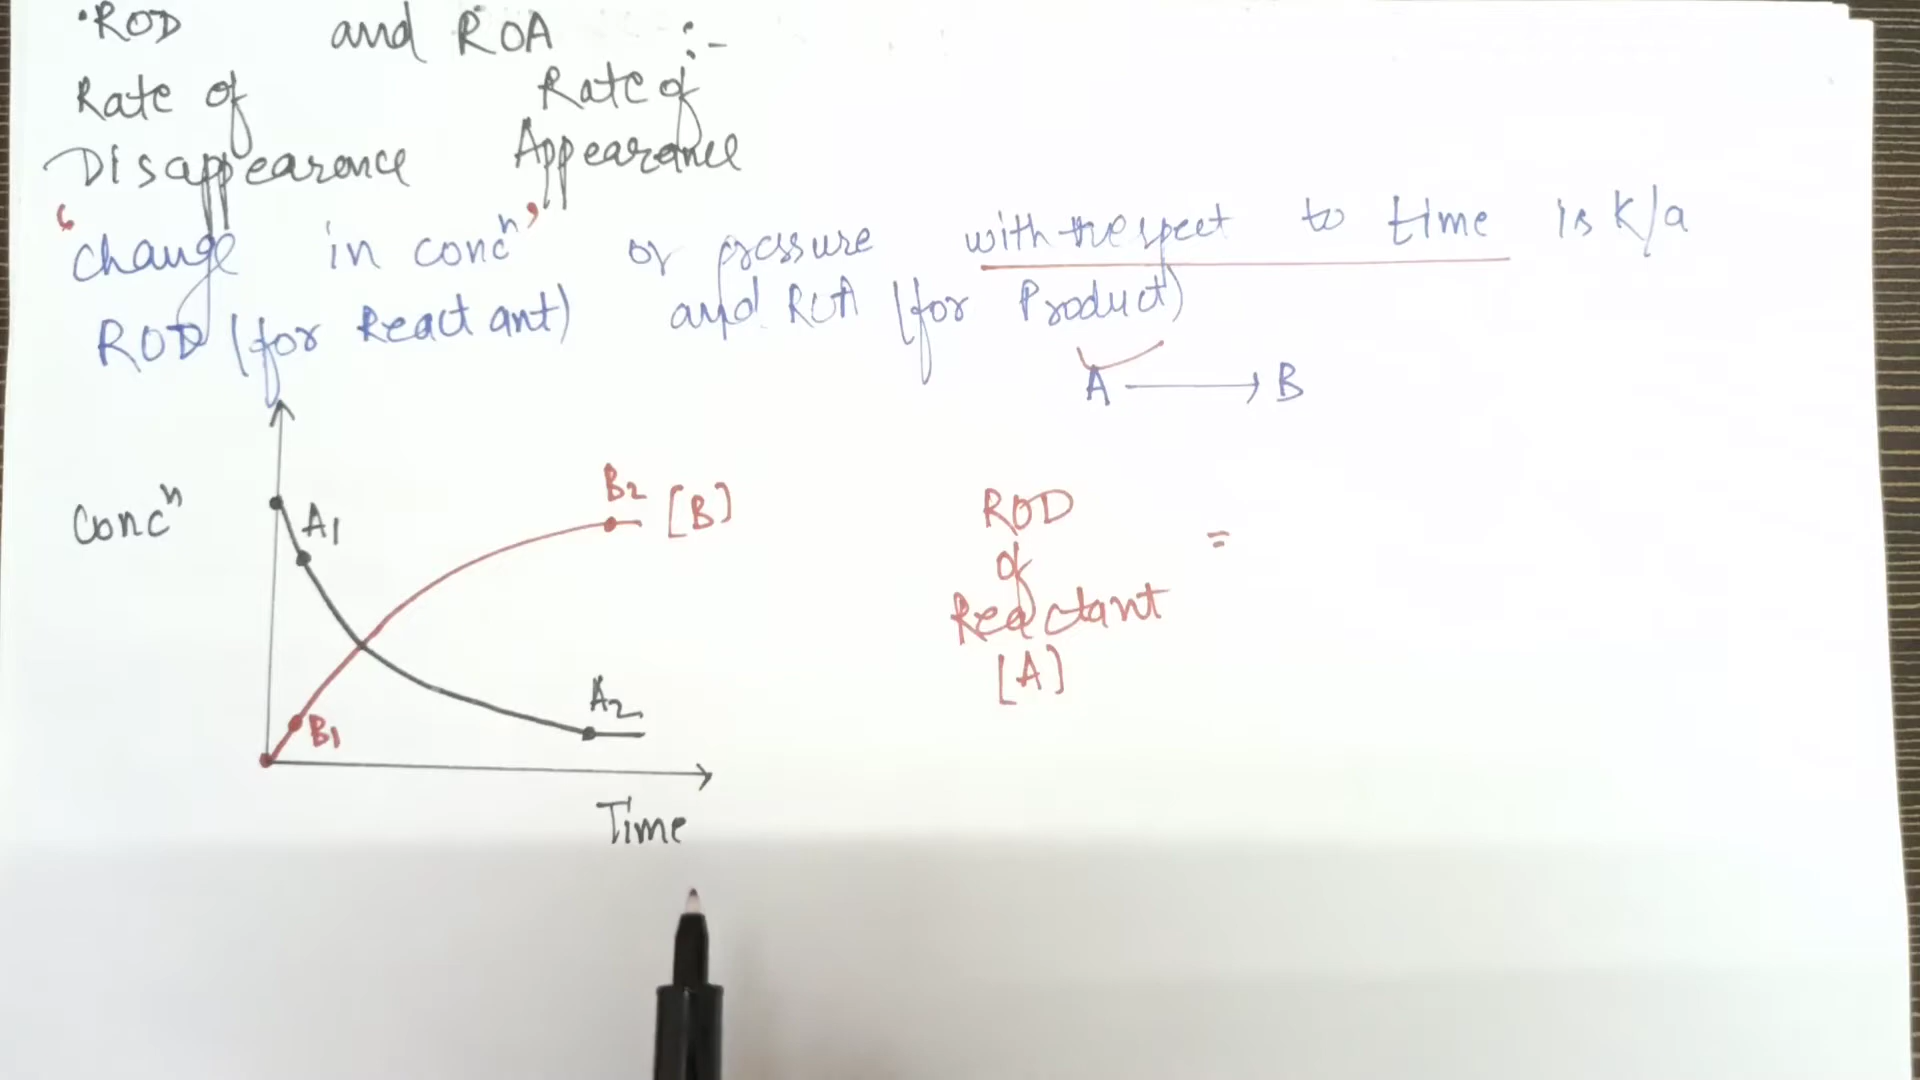 •ROD and ROA :-
Rate of Rate of
Disappearence Appearance
"change in concⁿ" or pressure with respect to time is k/a
ROD (for Reactant) and ROA (for Product)
A → B
Concⁿ
A1
B2 [B]
A2
B1
Time
ROD
of
Reactant
[A]
=